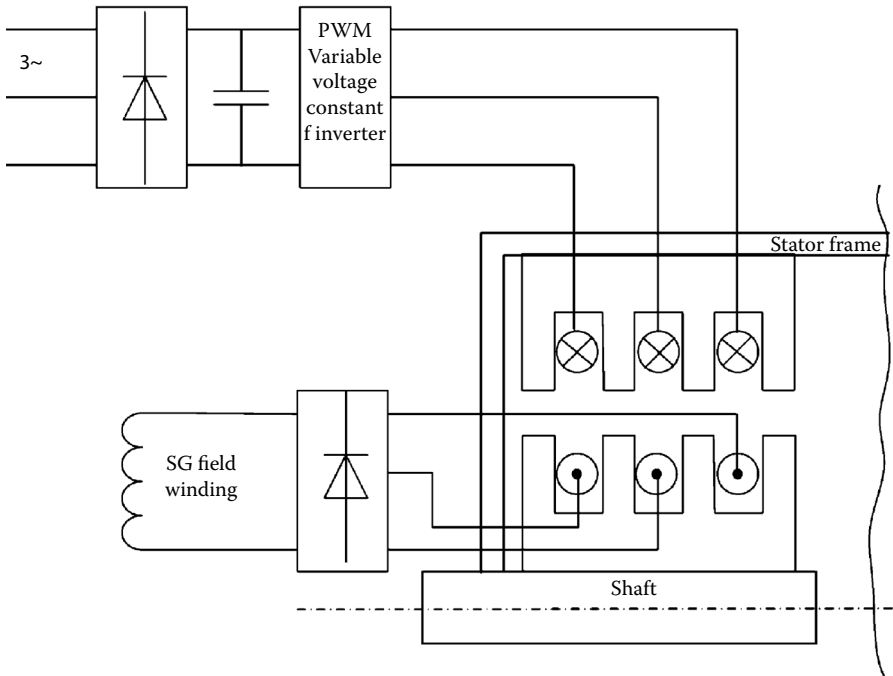 3~
PWM
Variable
voltage
constant
f inverter
Stator frame
SG field
winding
Shaft